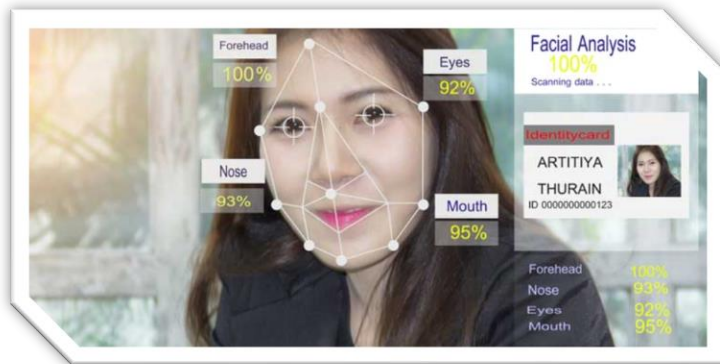 Forehead
100%
Eyes
92%
Nose
93%
Mouth
95%
Facial Analysis
100%
Scanning data . . .
Identitycard
ARTITIYA
THURAIN
ID 0000000000123
Forehead 100%
Nose 93%
Eyes 92%
Mouth 95%